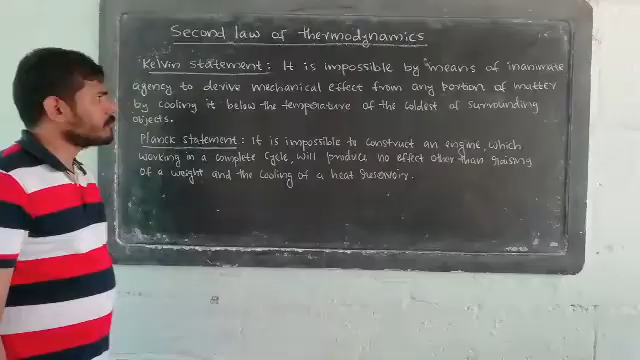 Second law of thermodynamics
Kelvin statement: It is impossible by means of inanimate
agency to derive mechanical effect from any portion of matter
by cooling it below the temperature of the coldest of surrounding
objects.
Planck statement: It is impossible to construct an engine, which
working in a complete cycle, will produce no effect other than raising
of a weight and the cooling of a heat reservoir.